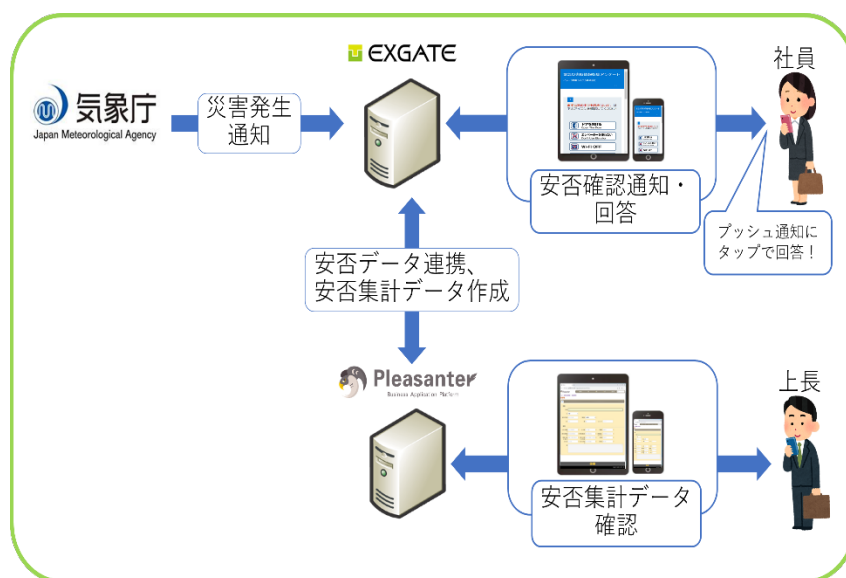 EXGATE
社員
気象庁
Japan Meteorological Agency
災害発生
通知
安否確認通知・
回答
プッシュ通知に
タップで回答！
安否データ連携、
安否集計データ作成
Pleasanter
Business Application Platform
上長
安否集計データ
確認